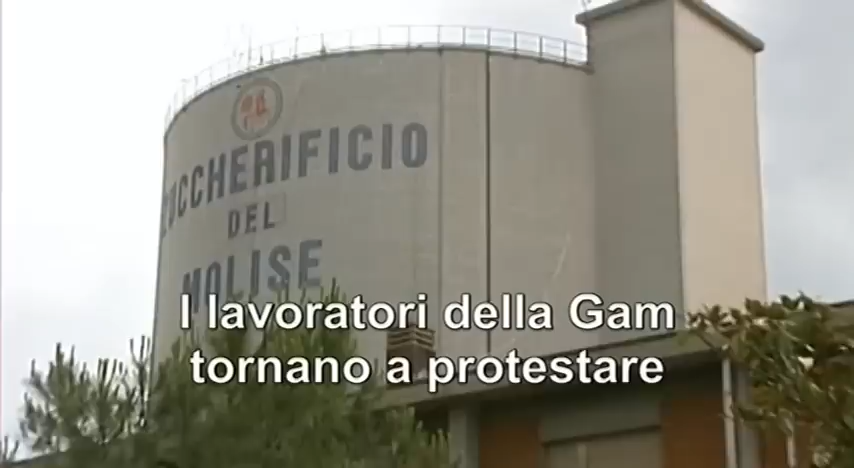 ZUCCHERIFICIO
DEL
MOLISE
I lavoratori della Gam
tornano a protestare